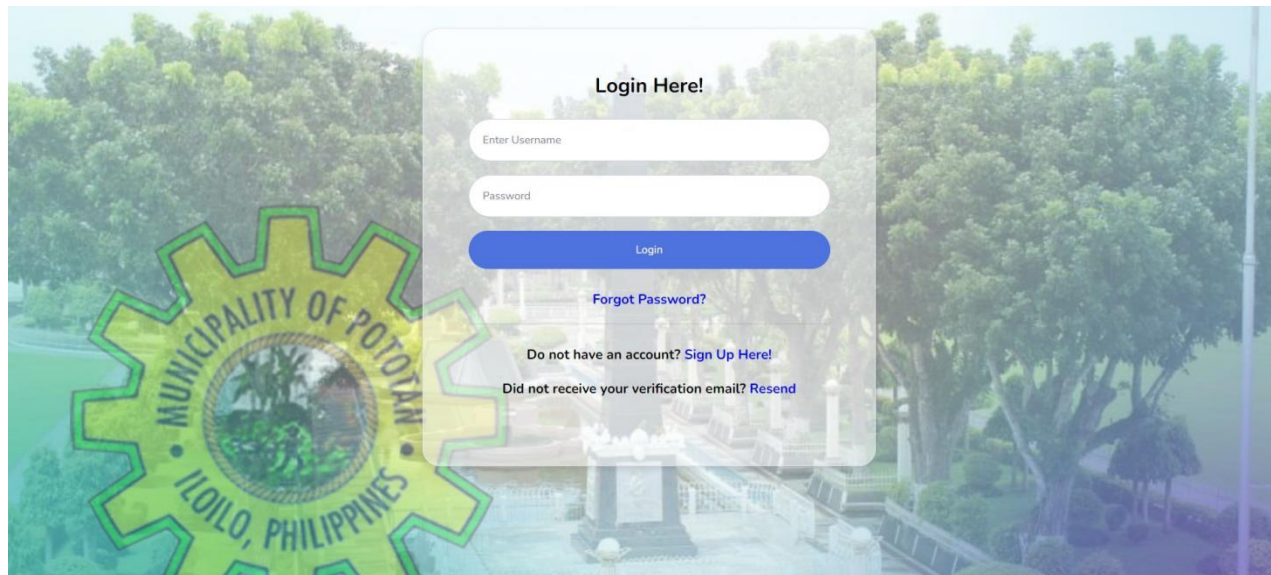 Login Here!
Enter Username
Password
Login
Forgot Password?
Do not have an account? Sign Up Here!
Did not receive your verification email? Resend
MUNICIPALITY OF POTOTAN
ILOILO, PHILIPPINES